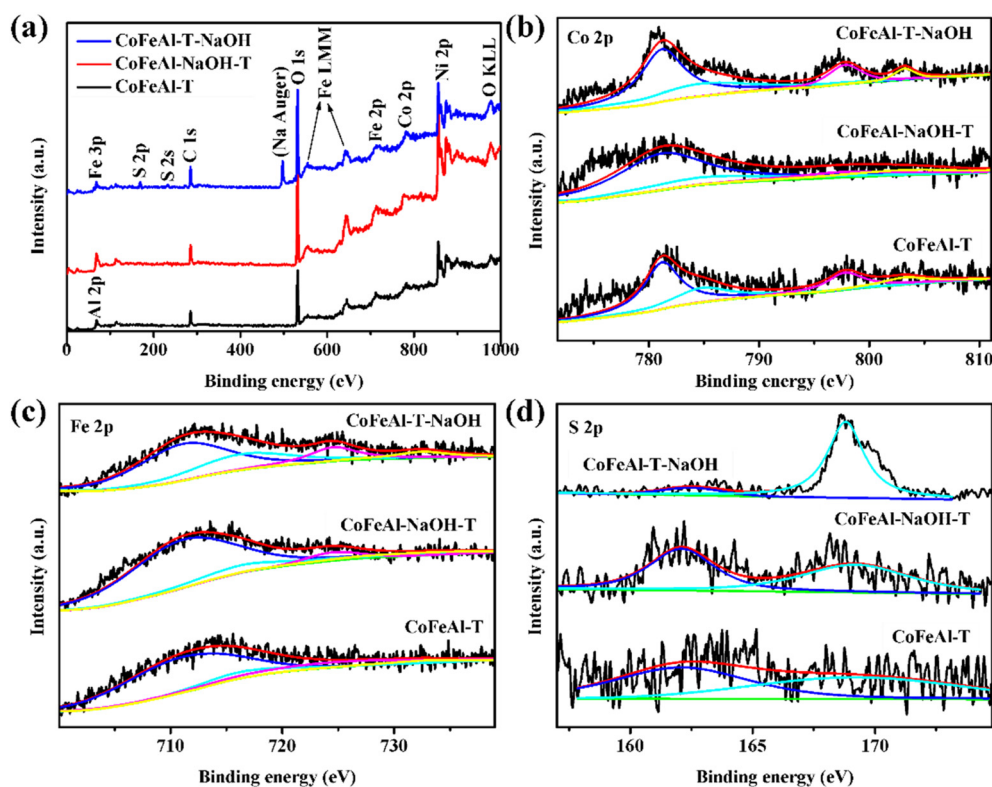 (a)
CoFeAl-T-NaOH
CoFeAl-NaOH-T
CoFeAl-T
Fe 3p
S 2p
S 2s
C 1s
(Na Auger)
O 1s
Fe LMM
Fe 2p
Co 2p
Ni 2p
O KLL
Al 2p
Intensity (a.u.)
0 200 400 600 800 1000
Binding energy (eV)
(b)
Co 2p
CoFeAl-T-NaOH
CoFeAl-NaOH-T
CoFeAl-T
Intensity (a.u.)
780 790 800 810
Binding energy (eV)
(c)
Fe 2p
CoFeAl-T-NaOH
CoFeAl-NaOH-T
CoFeAl-T
Intensity (a.u.)
710 720 730
Binding energy (eV)
(d)
S 2p
CoFeAl-T-NaOH
CoFeAl-NaOH-T
CoFeAl-T
Intensity (a.u.)
160 165 170
Binding energy (eV)